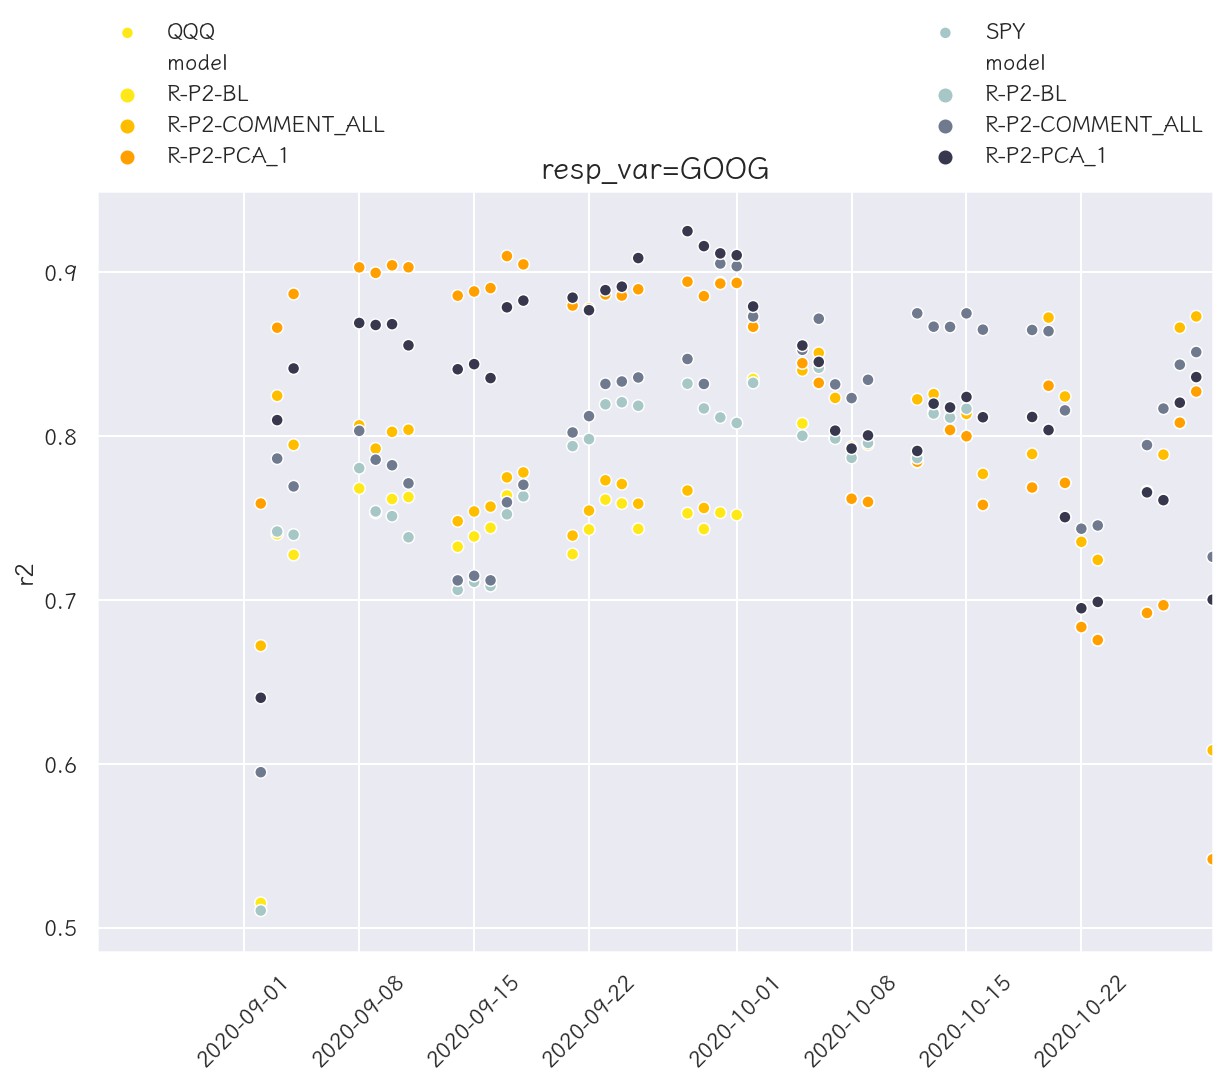 QQQ
model
R-P2-BL
R-P2-COMMENT_ALL
R-P2-PCA_1
SPY
model
R-P2-BL
R-P2-COMMENT_ALL
R-P2-PCA_1
resp_var=GOOG
0.9
0.8
0.7
0.6
0.5
r2
2020-09-01
2020-09-08
2020-09-15
2020-09-22
2020-10-01
2020-10-08
2020-10-15
2020-10-22